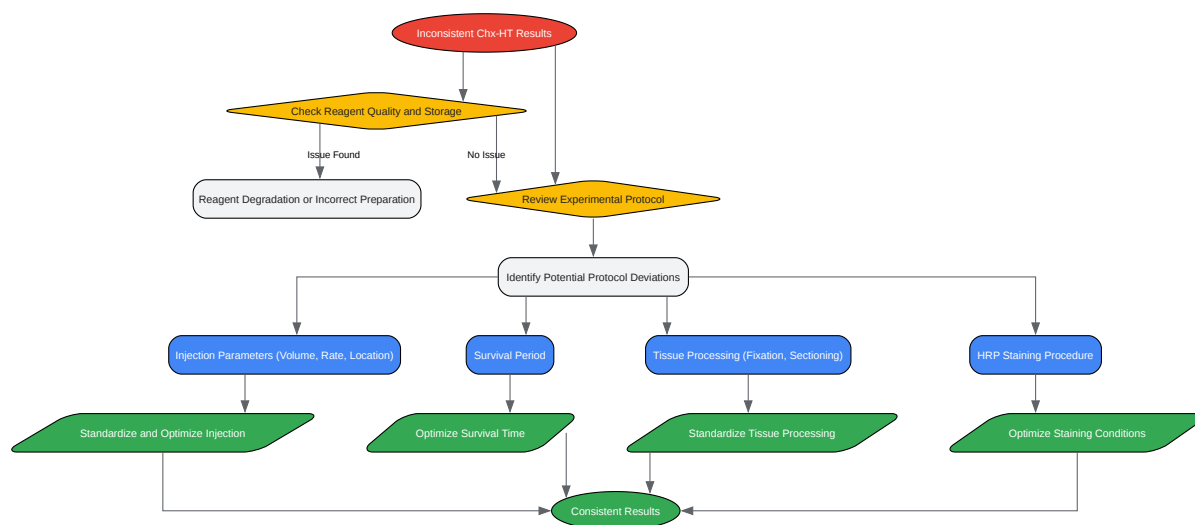 Inconsistent Chx-HT Results
Check Reagent Quality and Storage
Issue Found
No Issue
Reagent Degradation or Incorrect Preparation
Review Experimental Protocol
Identify Potential Protocol Deviations
Injection Parameters (Volume, Rate, Location)
Survival Period
Tissue Processing (Fixation, Sectioning)
HRP Staining Procedure
Standardize and Optimize Injection
Optimize Survival Time
Standardize Tissue Processing
Optimize Staining Conditions
Consistent Results